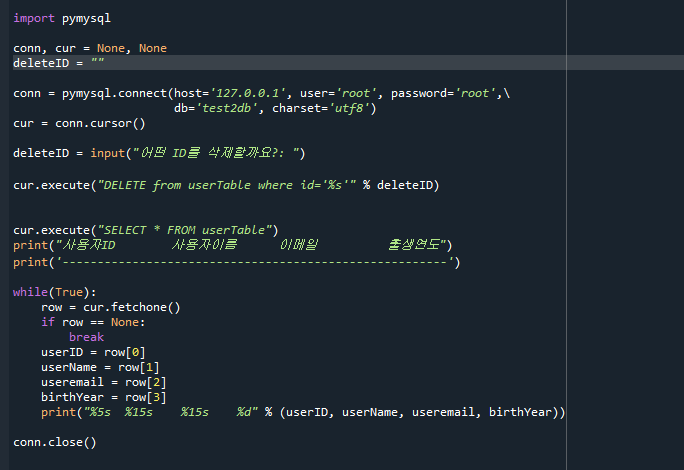 import pymysql
conn, cur = None, None
deleteID = ""
conn = pymysql.connect(host='127.0.0.1', user='root', password='root',\
                       db='test2db', charset='utf8')
cur = conn.cursor()
deleteID = input("어떤 ID를 삭제할까요?: ")
cur.execute("DELETE from userTable where id='%s'" % deleteID)
cur.execute("SELECT * FROM userTable")
print("사용자ID        사용자이름      이메일          출생연도")
print('-------------------------------------------------------')
while(True):
    row = cur.fetchone()
    if row == None:
        break
    userID = row[0]
    userName = row[1]
    useremail = row[2]
    birthYear = row[3]
    print("%5s  %15s    %15s    %d" % (userID, userName, useremail, birthYear))
conn.close()